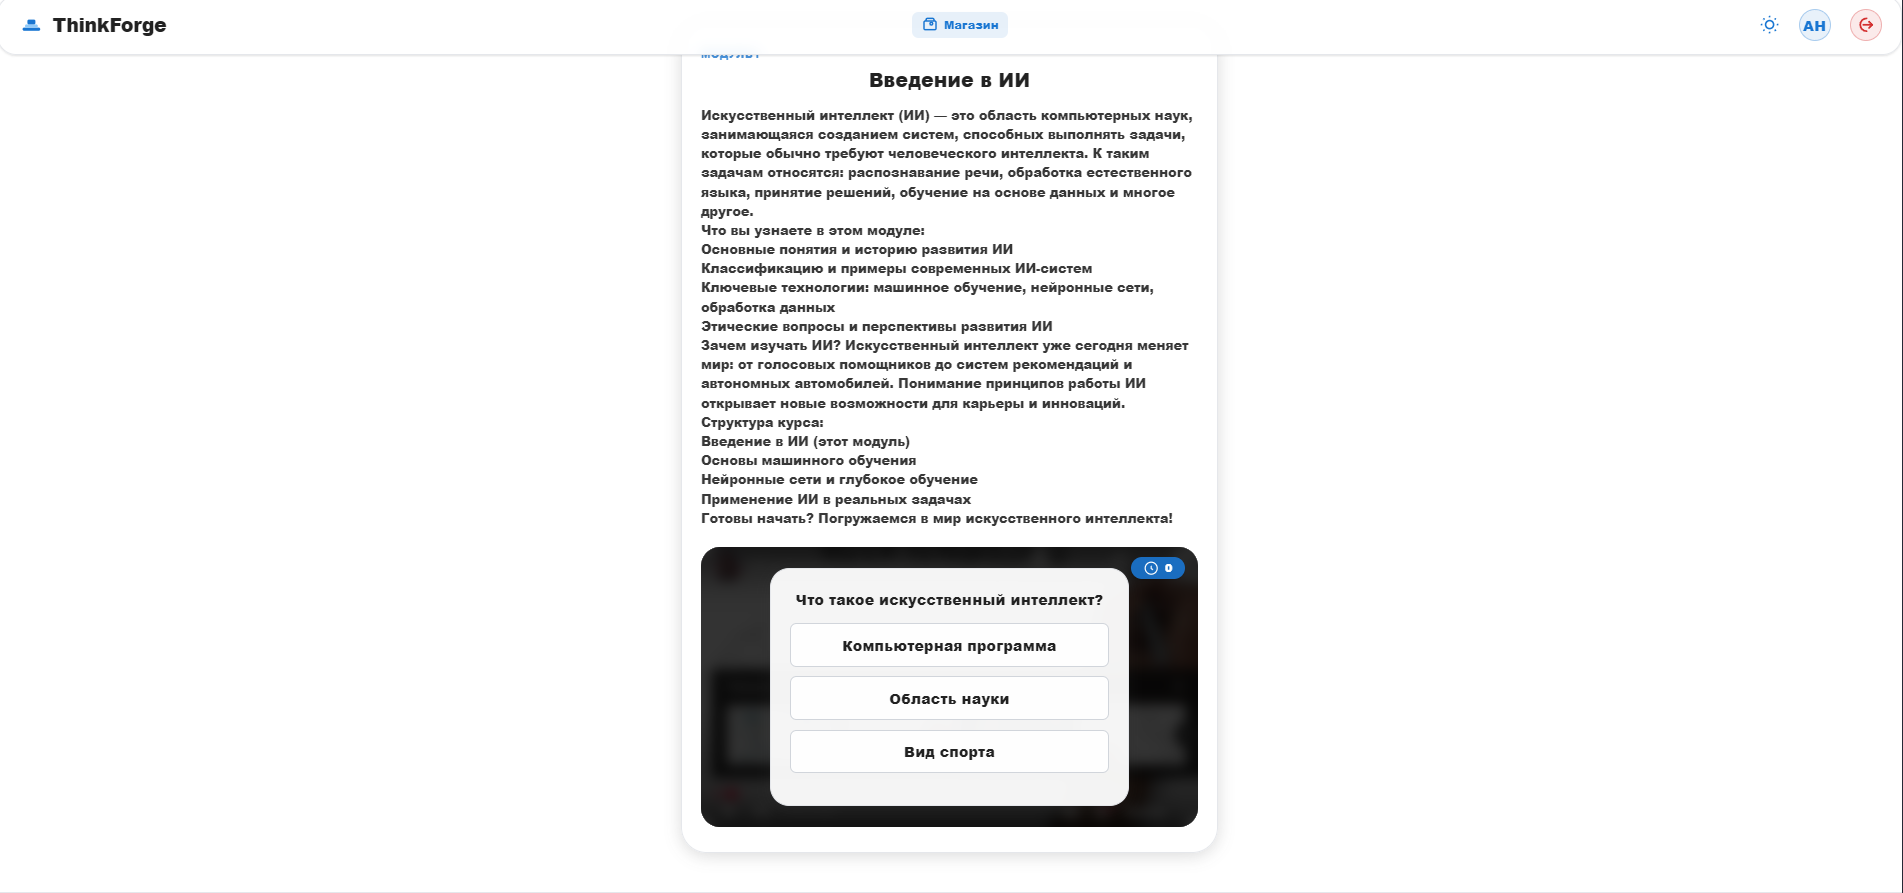 ThinkForge
Магазин
АН
Введение в ИИ
Искусственный интеллект (ИИ) — это область компьютерных наук,
занимающаяся созданием систем, способных выполнять задачи,
которые обычно требуют человеческого интеллекта. К таким
задачам относятся: распознавание речи, обработка естественного
языка, принятие решений, обучение на основе данных и многое
другое.
Что вы узнаете в этом модуле:
Основные понятия и историю развития ИИ
Классификацию и примеры современных ИИ-систем
Ключевые технологии: машинное обучение, нейронные сети,
обработка данных
Этические вопросы и перспективы развития ИИ
Зачем изучать ИИ? Искусственный интеллект уже сегодня меняет
мир: от голосовых помощников до систем рекомендаций и
автономных автомобилей. Понимание принципов работы ИИ
открывает новые возможности для карьеры и инноваций.
Структура курса:
Введение в ИИ (этот модуль)
Основы машинного обучения
Нейронные сети и глубокое обучение
Применение ИИ в реальных задачах
Готовы начать? Погружаемся в мир искусственного интеллекта!
0
Что такое искусственный интеллект?
Компьютерная программа
Область науки
Вид спорта